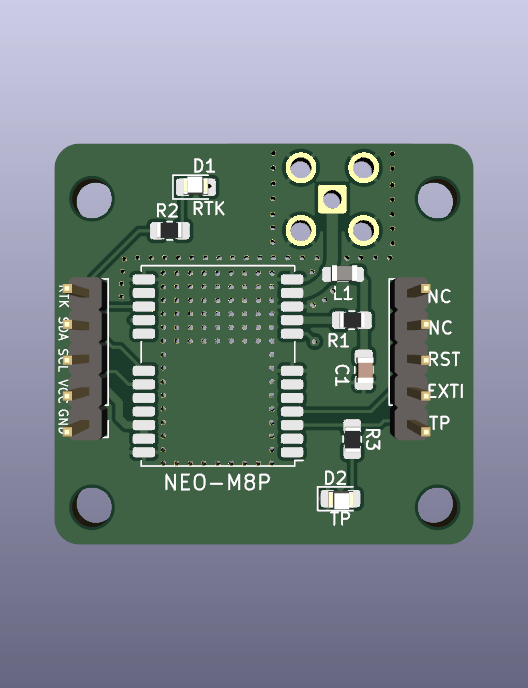 D1
RTK
R2
RTK
SDA
SCL
VCC
GND
L1
R1
C1
NC
NC
RST
EXTI
TP
R3
NEO-M8P
D2
TP